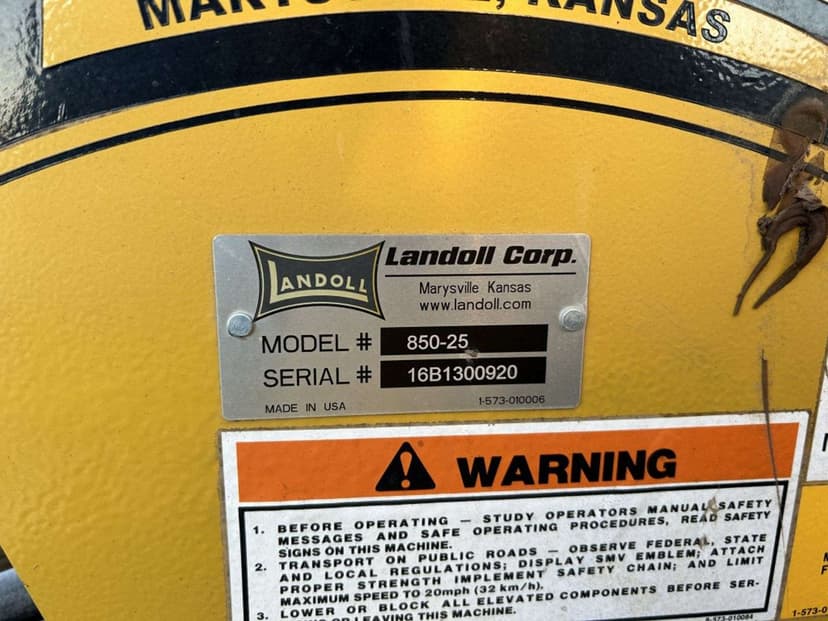 KANSAS
LANDOLL
Landoll Corp.
Marysville Kansas
www.landoll.com
MODEL # 850-25
SERIAL # 16B1300920
MADE IN USA
1-573-010006
WARNING
1. BEFORE OPERATING — STUDY OPERATORS MANUAL SAFETY
MESSAGES AND SAFE OPERATING PROCEDURES, READ SAFETY
SIGNS ON THIS MACHINE.
2. TRANSPORT ON PUBLIC ROADS — OBSERVE FEDERAL, STATE
AND LOCAL REGULATIONS; DISPLAY SMV EMBLEM; ATTACH
PROPER STRENGTH IMPLEMENT SAFETY CHAIN; AND LIMIT
MAXIMUM SPEED TO 20mph (32 km/h).
3. LOWER OR BLOCK ALL ELEVATED COMPONENTS BEFORE SER-
OR LEAVING THIS MACHINE.